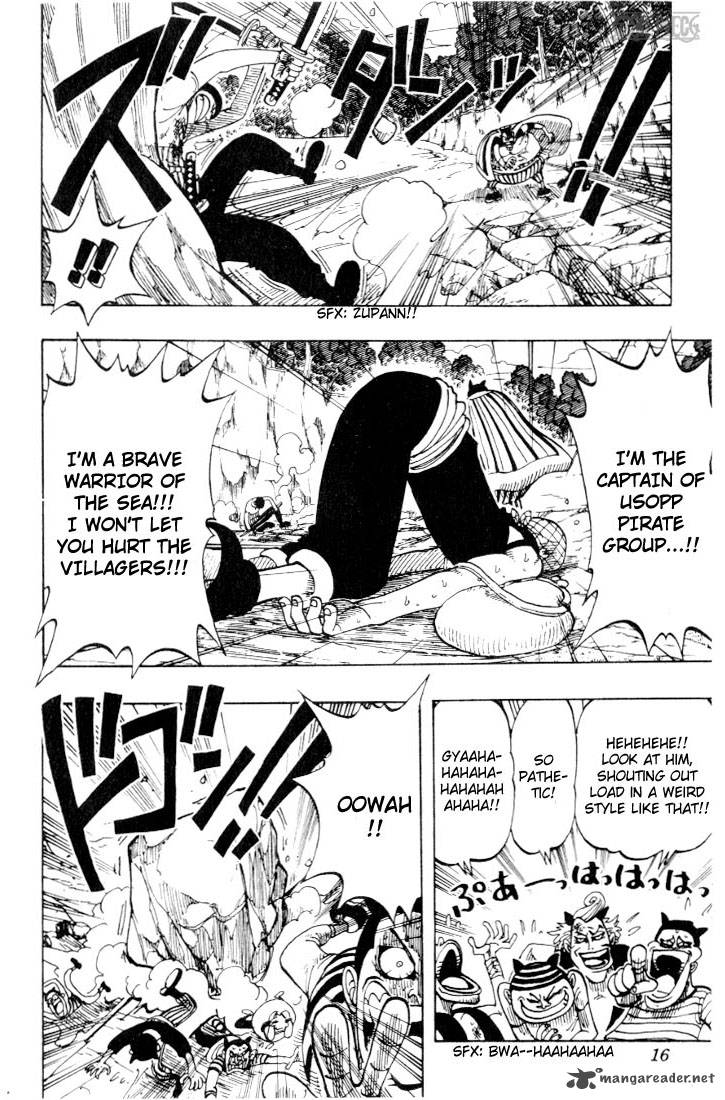 ズダンッ!!
!!
SFX: ZUPANN!!
I'M THE
CAPTAIN OF
USOPP
PIRATE
GROUP...!!
I'M A BRAVE
WARRIOR OF
THE SEA!!!
I WON'T LET
YOU HURT THE
VILLAGERS!!!
HEHEHEHE!!
LOOK AT HIM,
SHOUTING OUT
LOAD IN A WEIRD
STYLE LIKE THAT!!
SO
PATHE-
TIC!
GYAAHA-
HAHAHA-
HAHAHAH
AHAHA!!
ぷあーっはっはっはっ
SFX: BWA--HAAHAAHAA
16
OOWAH
!!
ドゴン!!
mangareader.net